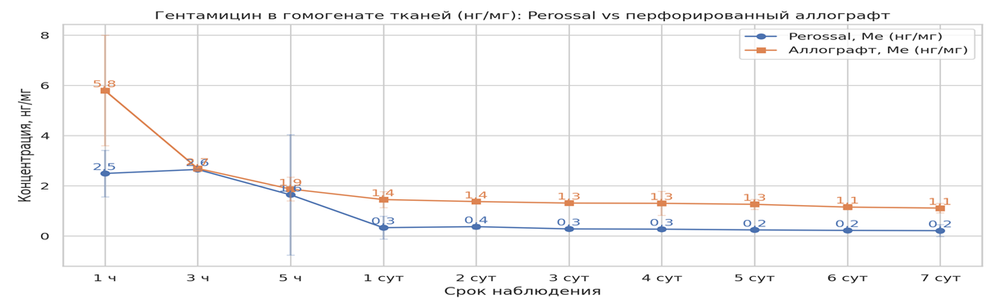 Гентамицин в гомогенате тканей (нг/мг): Perossal vs перфорированный аллографт
Perossal, Me (нг/мг)
Аллографт, Me (нг/мг)
Концентрация, нг/мг
8
6
4
2
0
5,8
2,7
1,9
1,4
1,4
1,3
1,3
1,3
1,1
1,1
2,5
2,6
1,6
0,3
0,4
0,3
0,3
0,2
0,2
0,2
1 ч
3 ч
5 ч
1 сут
2 сут
3 сут
4 сут
5 сут
6 сут
7 сут
Срок наблюдения